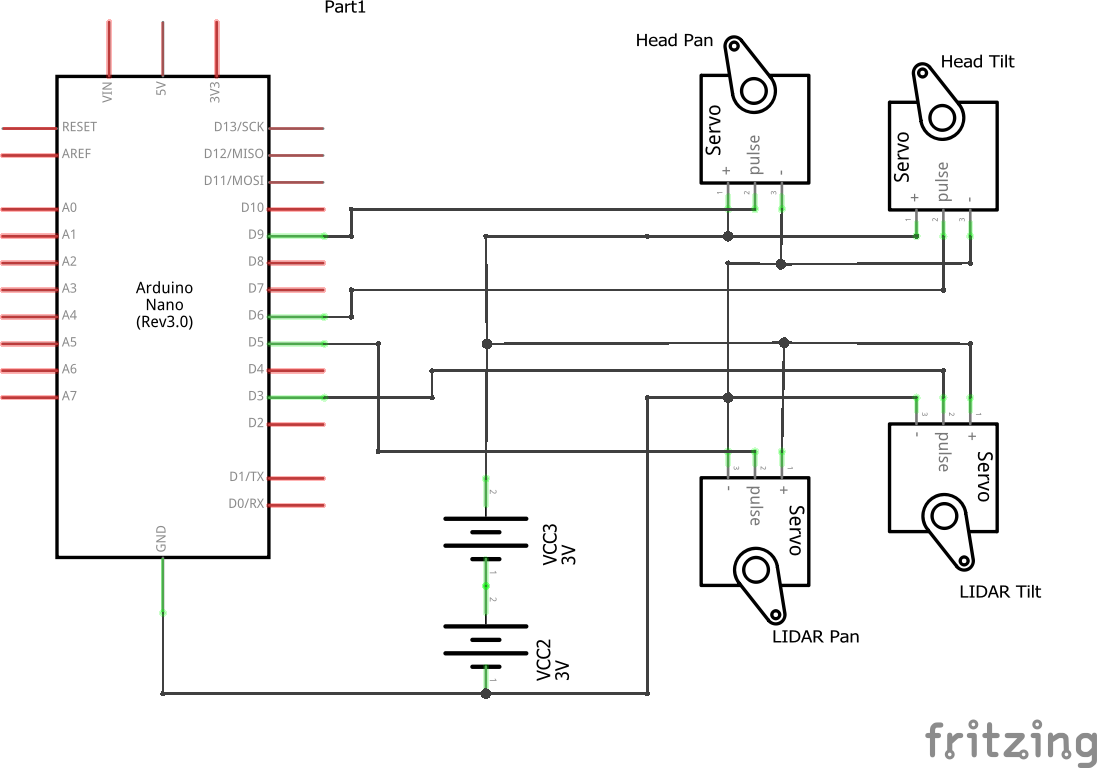 Part1
VIN
5V
3V3
RESET
AREF
A0
A1
A2
A3
A4
A5
A6
A7
Arduino
Nano
(Rev3.0)
D13/SCK
D12/MISO
D11/MOSI
D10
D9
D8
D7
D6
D5
D4
D3
D2
D1/TX
D0/RX
GND
Head Pan
Servo
+
pulse
-
1
2
3
Head Tilt
Servo
+
pulse
-
1
2
3
3
2
1
-
pulse
+
Servo
LIDAR Tilt
3
2
1
-
pulse
+
Servo
LIDAR Pan
2
VCC3
3V
1
2
VCC2
3V
1
fritzing